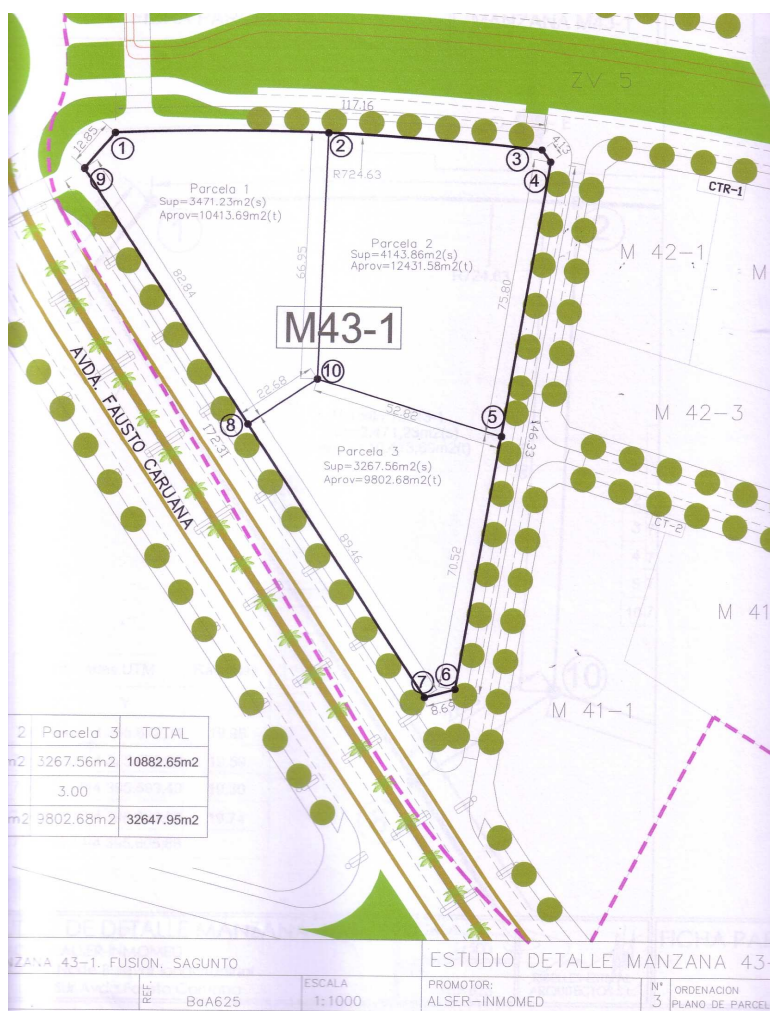 ZV 5
117.16
12.85
4.13
1
2
3
R724.63
4
9
CTR-1
Parcela 1
Sup=3471.23m2(s)
Aprov=10413.69m2(t)
Parcela 2
Sup=4143.86m2(s)
Aprov=12431.58m2(t)
M 42-1
M
66.95
82.84
75.80
M43-1
10
AVDA. FAUSTO CARUANA
22.68
52.82
M 42-3
5
8
146.33
172.31
Parcela 3
Sup=3267.56m2(s)
Aprov=9802.68m2(t)
89.46
CT-2
70.52
M 41
6
7
8.69
M 41-1
2 Parcela 3 TOTAL
m2 3267.56m2 10882.65m2
3.00
m2 9802.68m2 32647.95m2
NZANA 43-1. FUSION. SAGUNTO
ESTUDIO DETALLE MANZANA 43-
REF.
BaA625
ESCALA
1:1000
PROMOTOR:
ALSER-INMOMED
Nº
3
ORDENACION
PLANO DE PARCEL